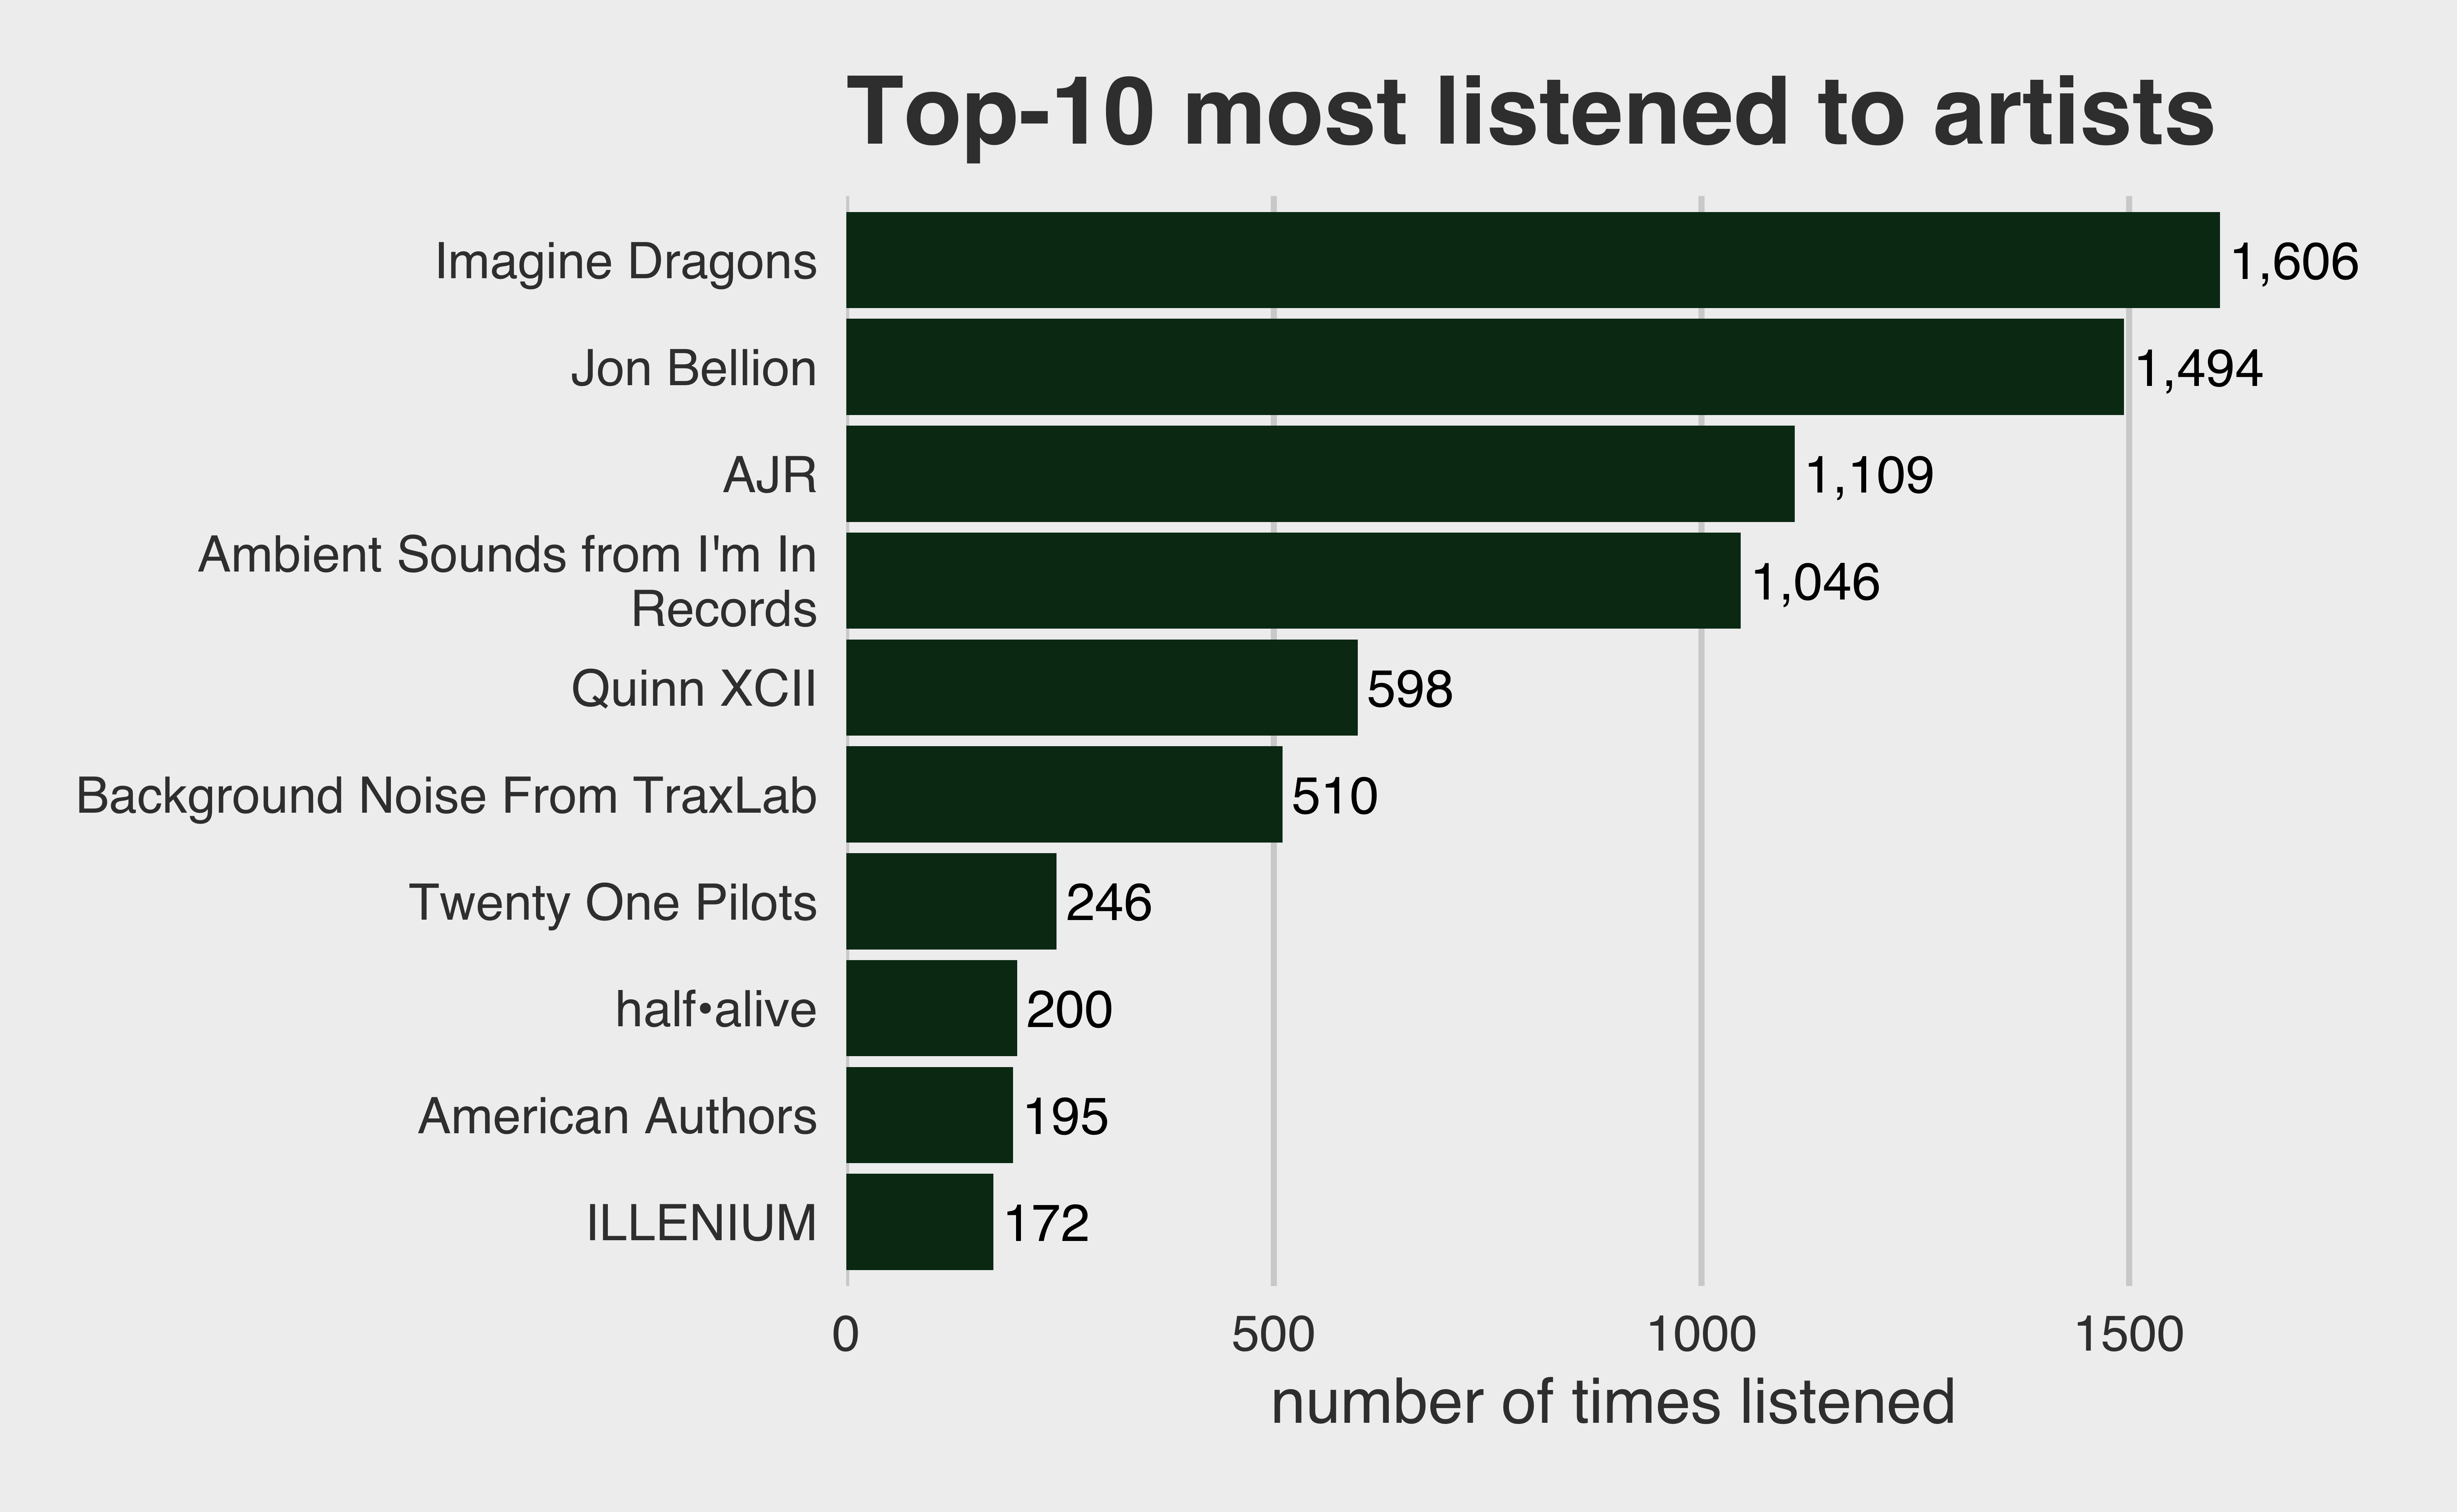 Top-10 most listened to artists
Imagine Dragons
1,606
Jon Bellion
1,494
AJR
1,109
Ambient Sounds from I'm In
Records
1,046
Quinn XCII
598
Background Noise From TraxLab
510
Twenty One Pilots
246
half•alive
200
American Authors
195
ILLENIUM
172
0 500 1000 1500
number of times listened